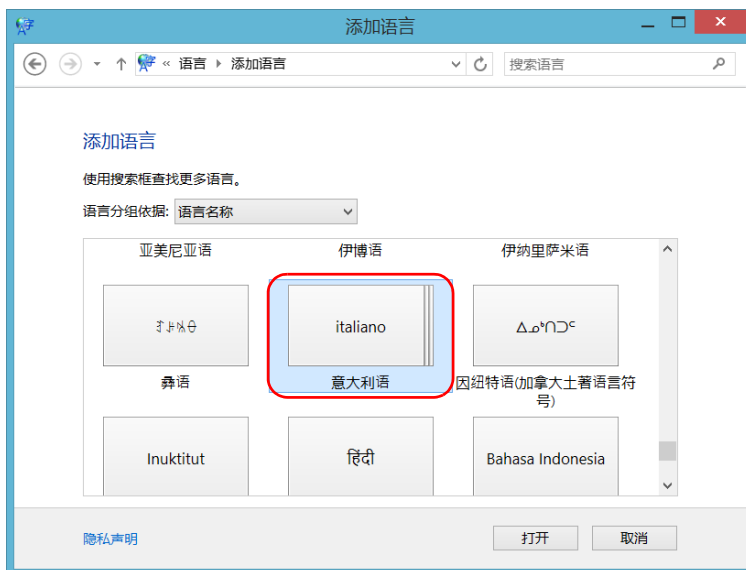 添加语言
« 语言 ▸ 添加语言
搜索语言
添加语言
使用搜索框查找更多语言。
语言分组依据: 语言名称
亚美尼亚语 伊博语 伊纳里萨米语
ꆈꌠꁱꂷ italiano ᐃᓄᒃᑎᑐᑦ
彝语 意大利语 因纽特语(加拿大土著语言符
号)
Inuktitut हिंदी Bahasa Indonesia
隐私声明 打开 取消